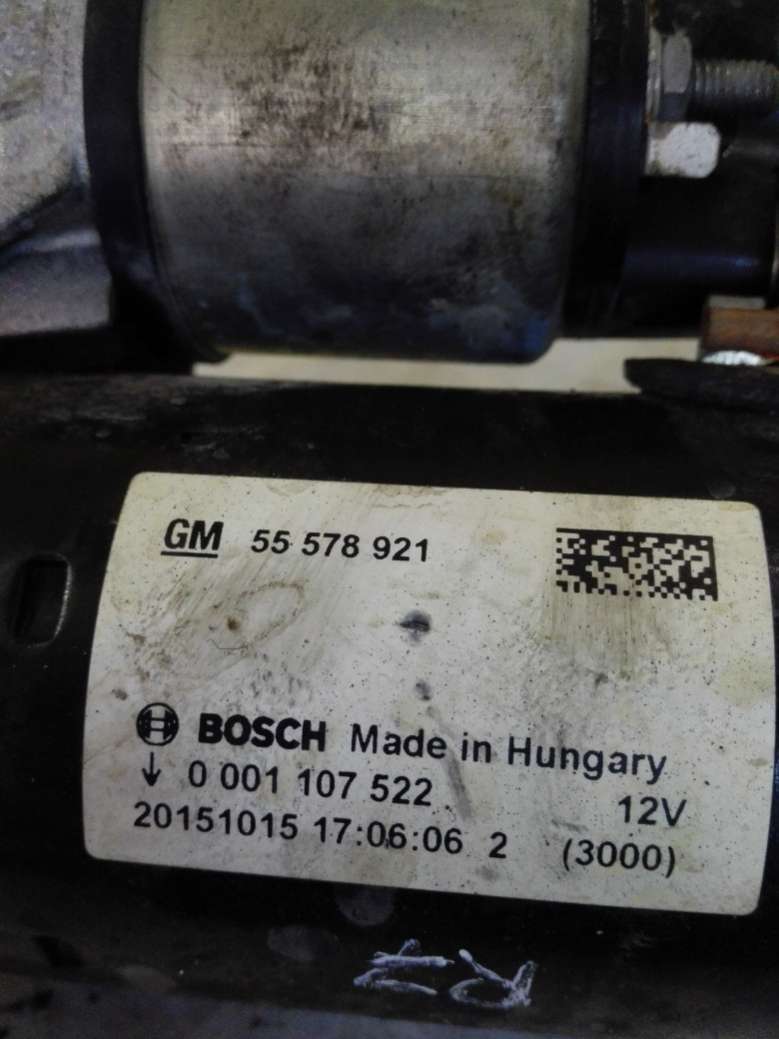 GM 55 578 921
BOSCH Made in Hungary
↓ 0 001 107 522 12V
20151015 17:06:06 2 (3000)